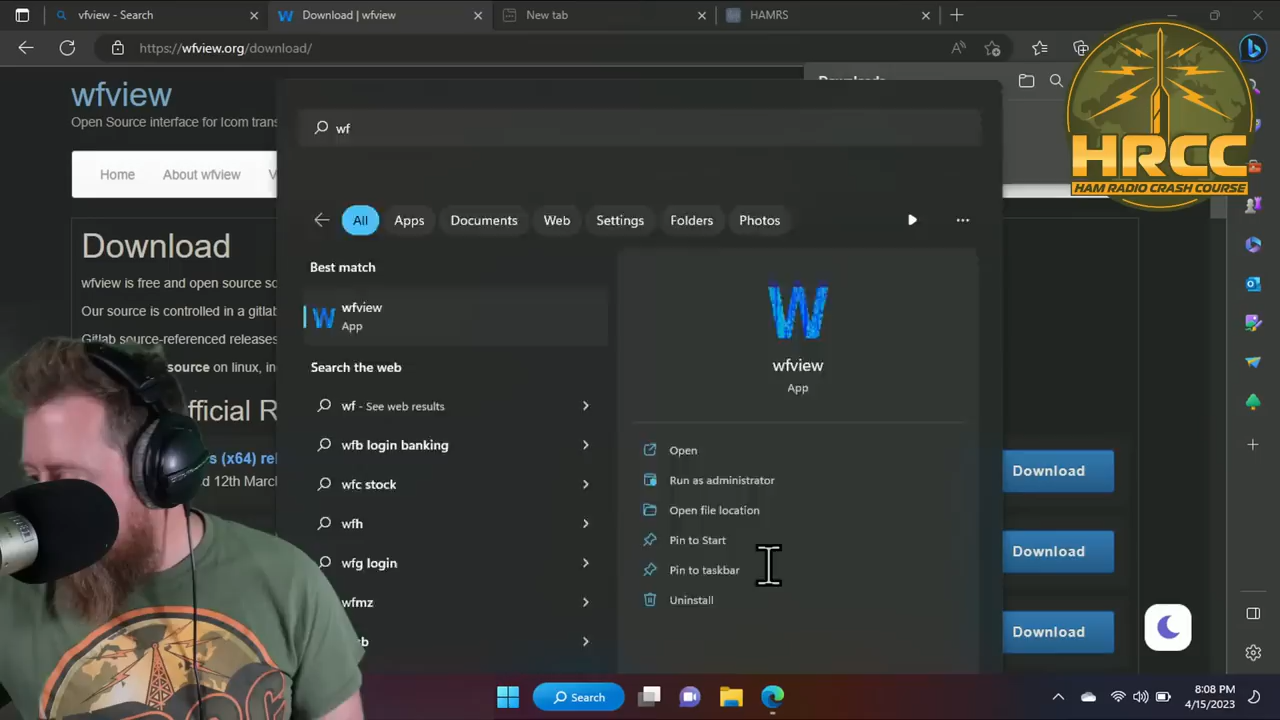 vfview - Search
Download | wfview
New tab
HAMRS
https://wfview.org/download/
wfview
Open Source interface for Icom trans
Downloads
HRCC
HAM RADIO CRASH COURSE
wf
Home
About wfview
V
All
Apps
Documents
Web
Settings
Folders
Photos
Download
wfview is free and open source so
Our source is controlled in a gitlab
Gitlab source-referenced releases
source on linux, in
fficial R
s (x64) rel
d 12th March
Best match
wfview
App
Search the web
wf - See web results
wfb login banking
wfc stock
wfh
wfg login
wfmz
W
wfview
App
Open
Run as administrator
Open file location
Pin to Start
Pin to taskbar
Uninstall
Download
Download
Download
Search
8:08 PM
4/15/2023